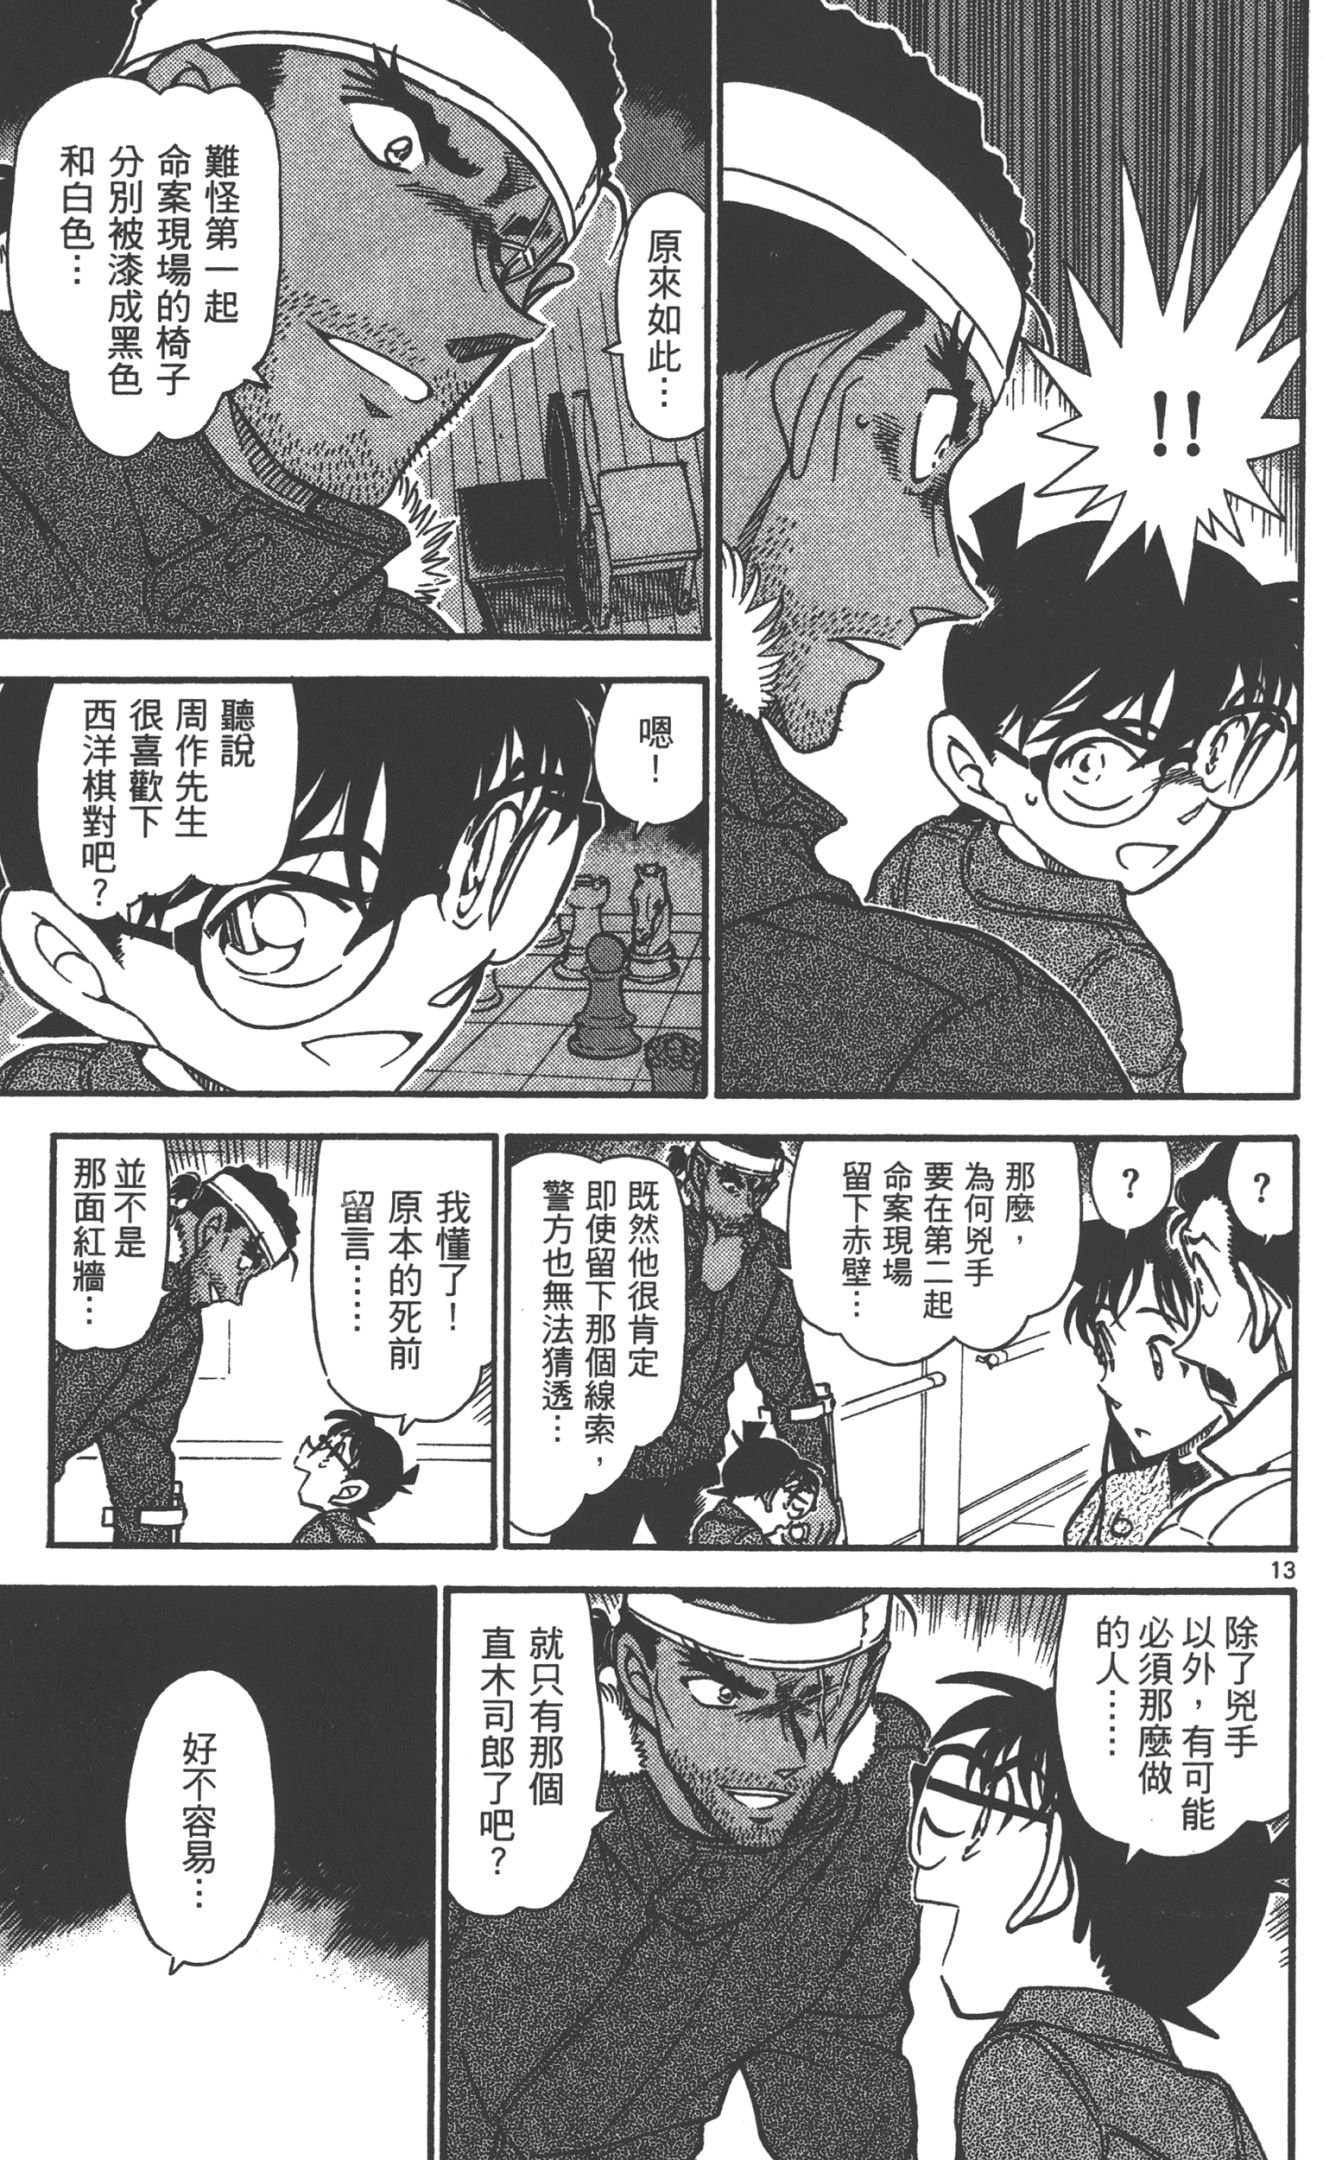 !!
原來如此…
難怪第一起
命案現場的椅子
分別被漆成黑色
和白色…
嗯！
聽說
周作先生
很喜歡下
西洋棋對吧？
？
？
那麼，
為何兇手
要在第二起
命案現場
留下赤壁…
既然他很肯定
即使留下那個線索，
警方也無法猜透…
我懂了！
原本的死前
留言……
並不是
那面紅牆…
13
除了兇手
以外，有可能
必須那麼做
的人……
就只有那個
直木司郎了吧？
好不容易…